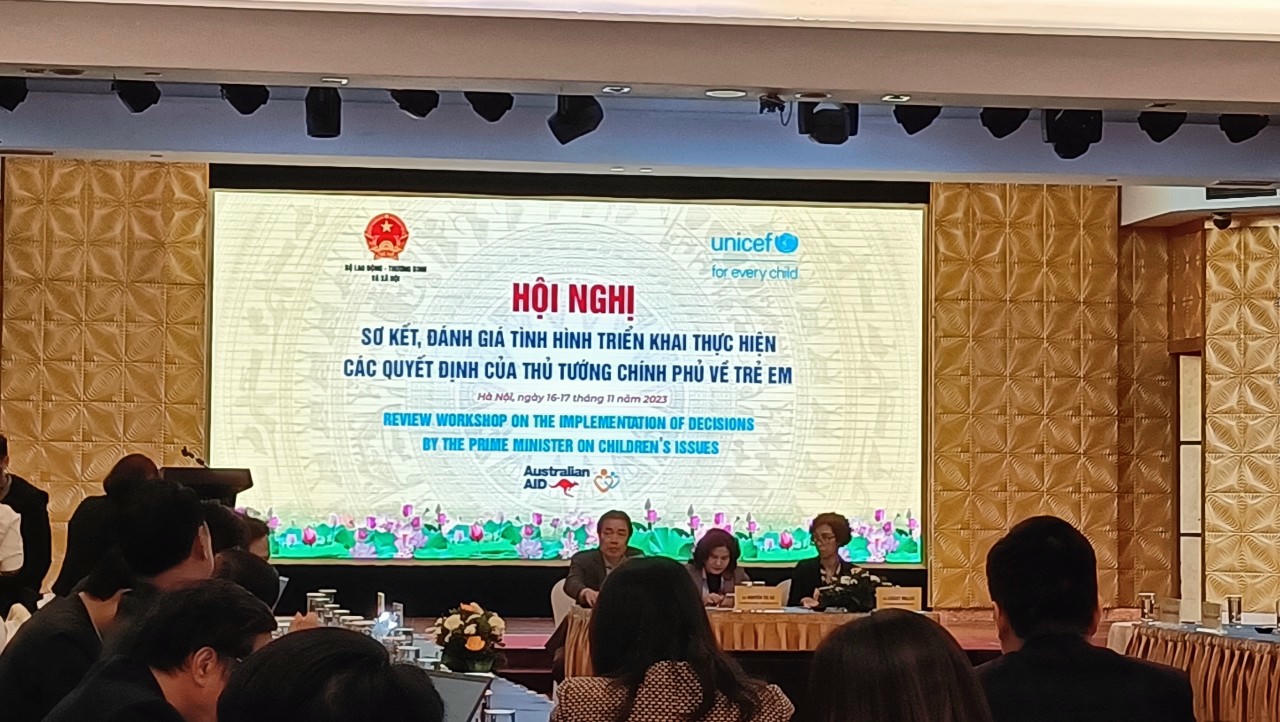 BỘ LAO ĐỘNG - THƯƠNG BINH
VÀ XÃ HỘI
unicef
for every child
HỘI NGHỊ
SƠ KẾT, ĐÁNH GIÁ TÌNH HÌNH TRIỂN KHAI THỰC HIỆN
CÁC QUYẾT ĐỊNH CỦA THỦ TƯỚNG CHÍNH PHỦ VỀ TRẺ EM
Hà Nội, ngày 16-17 tháng 11 năm 2023
REVIEW WORKSHOP ON THE IMPLEMENTATION OF DECISIONS
BY THE PRIME MINISTER ON CHILDREN'S ISSUES
Australian
AID